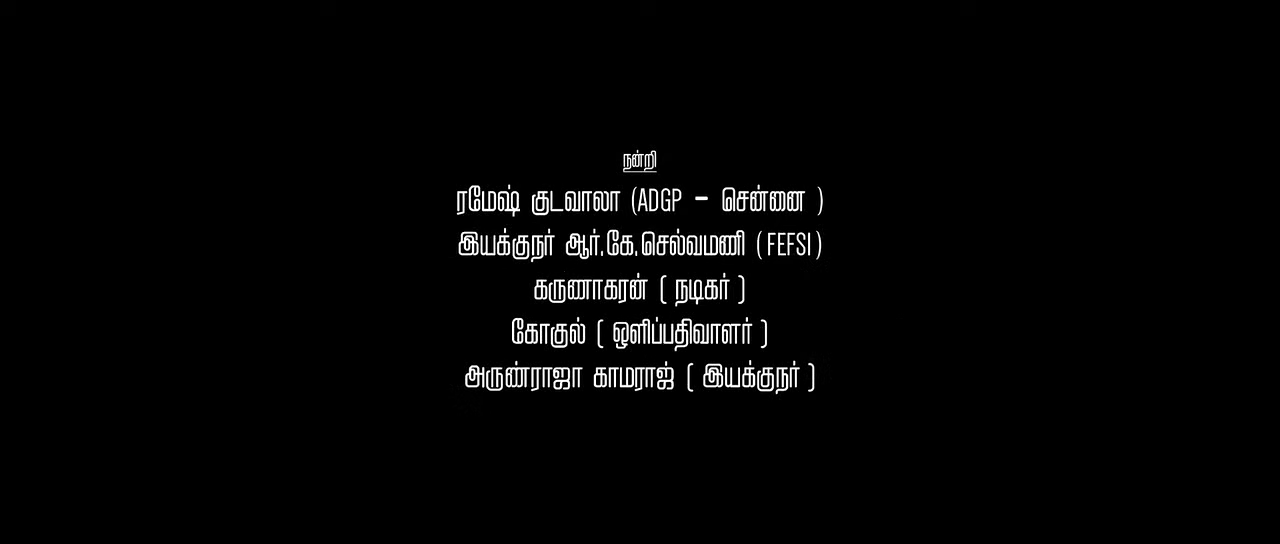 நன்றி
ரமேஷ் குடவாலா (ADGP - சென்னை )
இயக்குநர் ஆர்.கே.செல்வமணி ( FEFSI )
கருணாகரன் ( நடிகர் )
கோகுல் ( ஒளிப்பதிவாளர் )
அருண்ராஜா காமராஜ் ( இயக்குநர் )